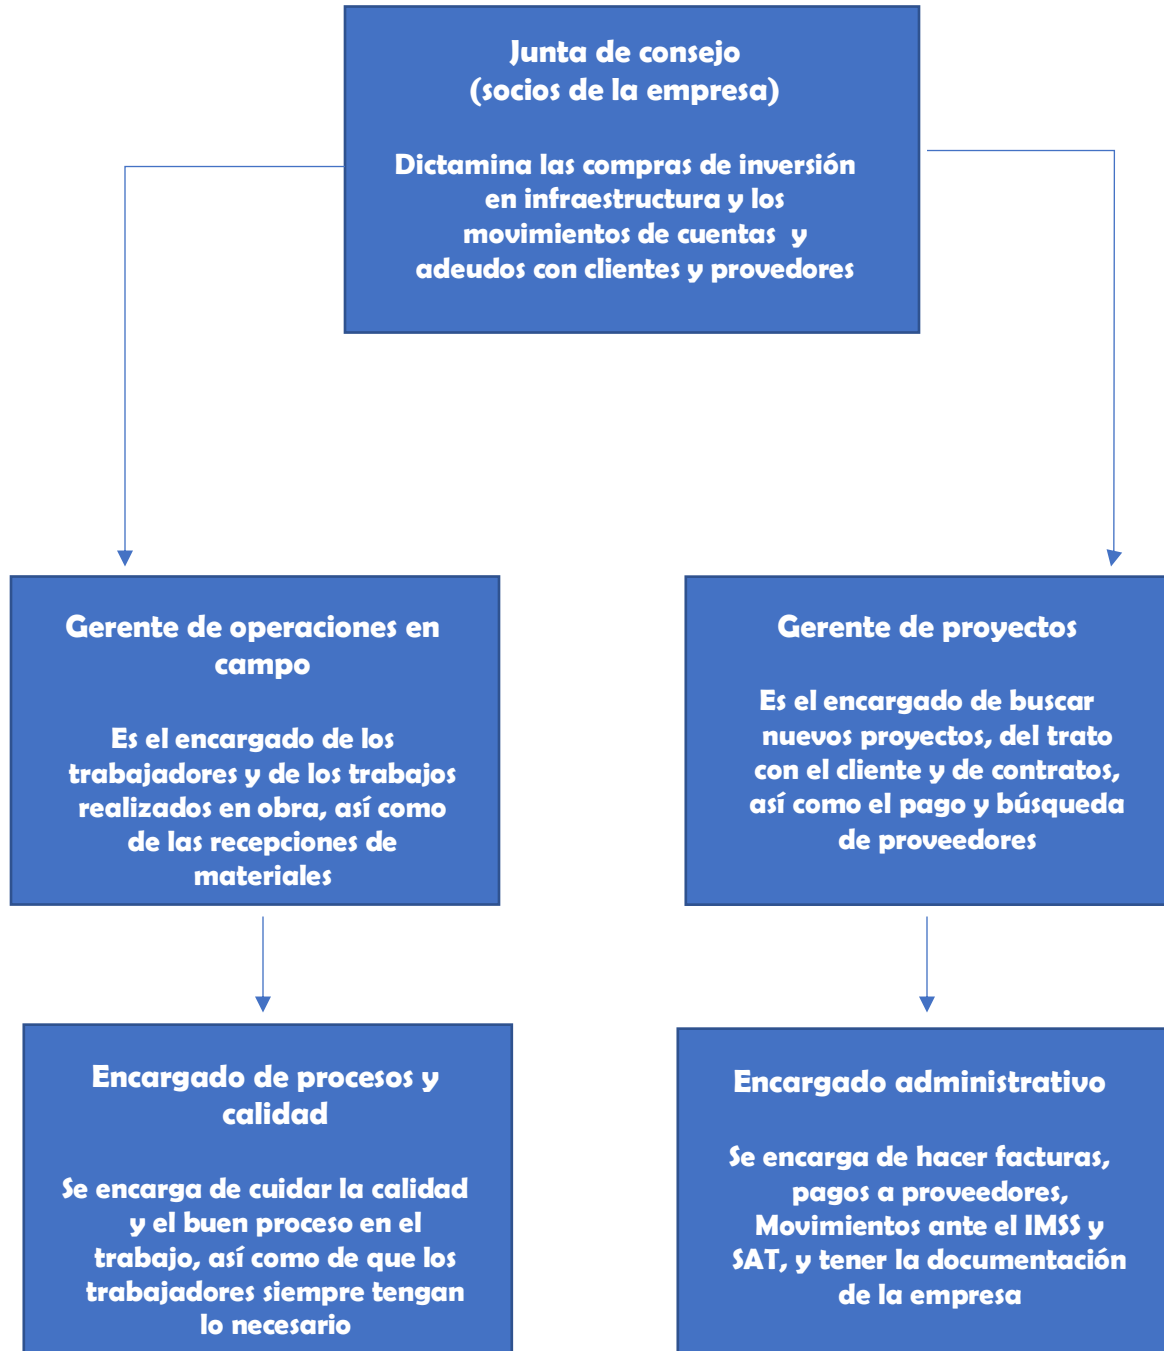 Junta de consejo
(socios de la empresa)
Dictamina las compras de inversión
en infraestructura y los
movimientos de cuentas y
adeudos con clientes y provedores
Gerente de operaciones en
campo
Es el encargado de los
trabajadores y de los trabajos
realizados en obra, así como
de las recepciones de
materiales
Gerente de proyectos
Es el encargado de buscar
nuevos proyectos, del trato
con el cliente y de contratos,
así como el pago y búsqueda
de proveedores
Encargado de procesos y
calidad
Se encarga de cuidar la calidad
y el buen proceso en el
trabajo, así como de que los
trabajadores siempre tengan
lo necesario
Encargado administrativo
Se encarga de hacer facturas,
pagos a proveedores,
Movimientos ante el IMSS y
SAT, y tener la documentación
de la empresa